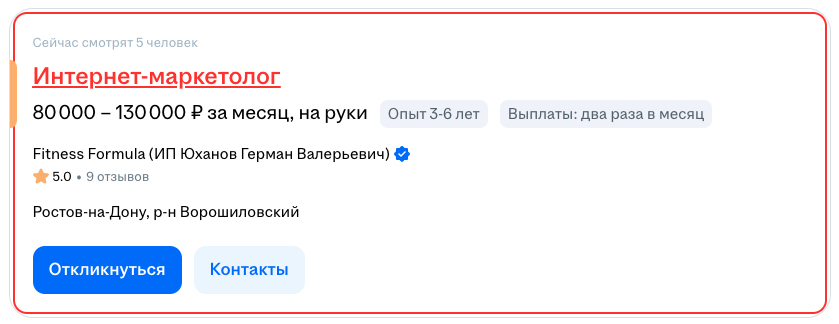 Сейчас смотрят 5 человек
Интернет-маркетолог
80 000 – 130 000 ₽ за месяц, на руки Опыт 3-6 лет Выплаты: два раза в месяц
Fitness Formula (ИП Юханов Герман Валерьевич)
5.0 • 9 отзывов
Ростов-на-Дону, р-н Ворошиловский
Откликнуться Контакты